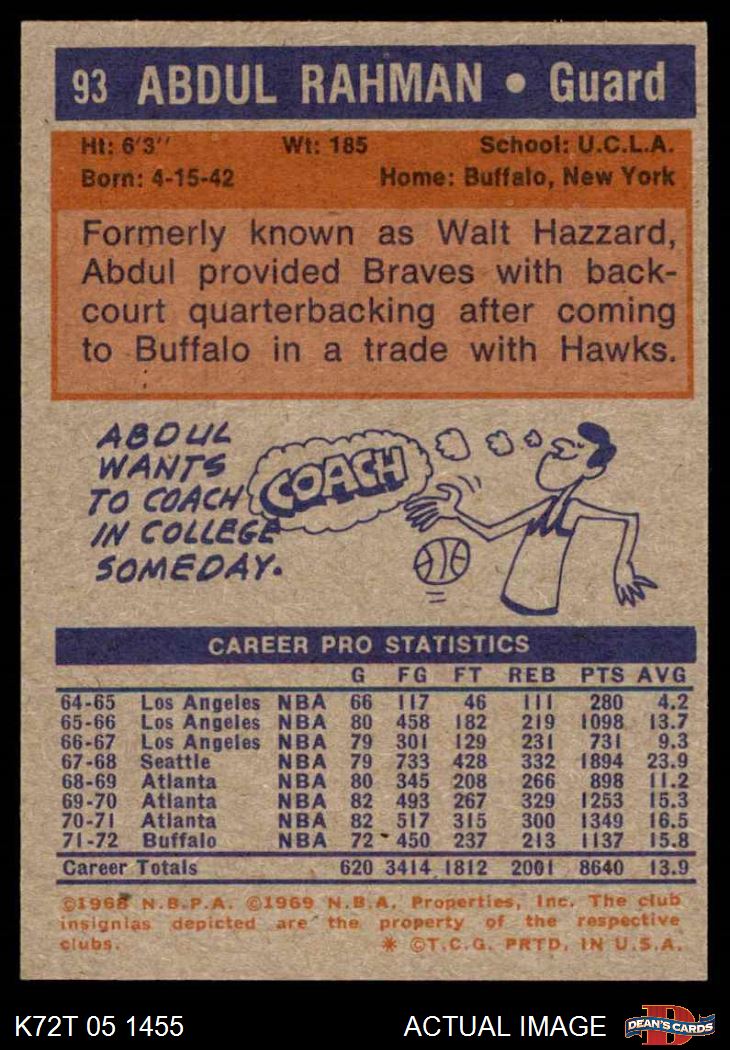 93 ABDUL RAHMAN • Guard
Ht: 6'3'' Wt: 185 School: U.C.L.A.
Born: 4-15-42 Home: Buffalo, New York
Formerly known as Walt Hazzard,
Abdul provided Braves with back-
court quarterbacking after coming
to Buffalo in a trade with Hawks.
ABDUL
WANTS
TO COACH
IN COLLEGE
SOMEDAY.
COACH
CAREER PRO STATISTICS
G FG FT REB PTS AVG
64-65 Los Angeles NBA 66 117 46 111 280 4.2
65-66 Los Angeles NBA 80 458 182 219 1098 13.7
66-67 Los Angeles NBA 79 301 129 231 731 9.3
67-68 Seattle NBA 79 733 428 332 1894 23.9
68-69 Atlanta NBA 80 345 208 266 898 11.2
69-70 Atlanta NBA 82 493 267 329 1253 15.3
70-71 Atlanta NBA 82 517 315 300 1349 16.5
71-72 Buffalo NBA 72 450 237 213 1137 15.8
Career Totals 620 3414 1812 2001 8640 13.9
©1968 N.B.P.A. ©1969 N.B.A. Properties, Inc. The club
insignias depicted are the property of the respective
clubs. * ©T.C.G. PRTD. IN U.S.A.
K72T 05 1455 ACTUAL IMAGE D DEAN'S CARDS